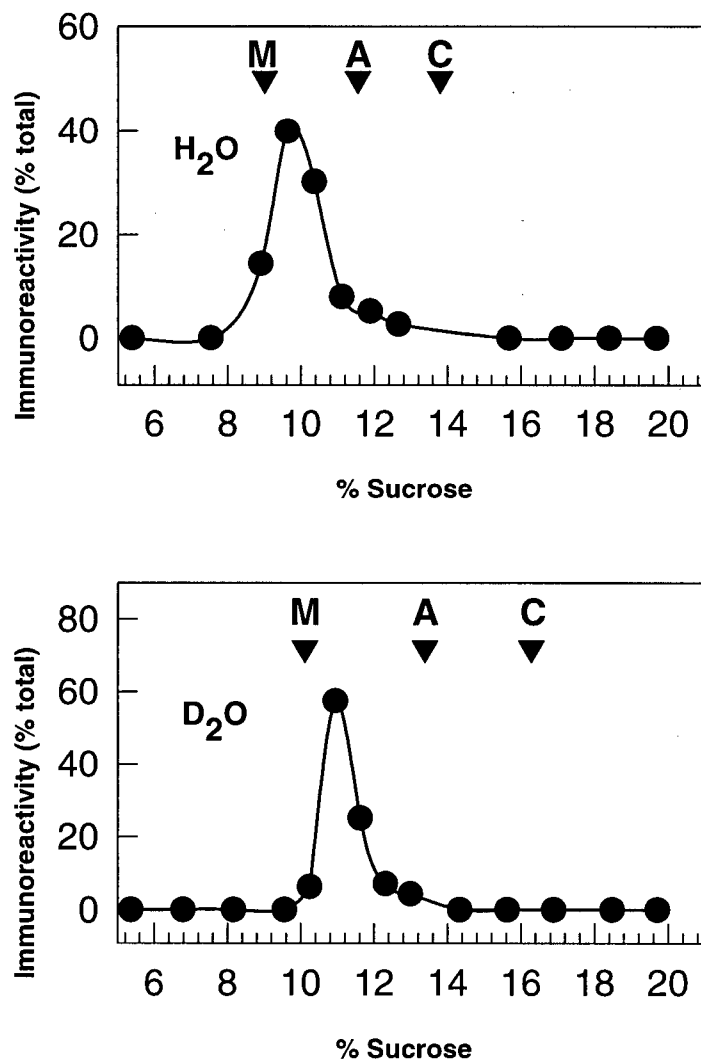 60
M A C
40
H₂O
20
0
Immunoreactivity (% total)
6 8 10 12 14 16 18 20
% Sucrose
80
M A C
60
D₂O
40
20
0
Immunoreactivity (% total)
6 8 10 12 14 16 18 20
% Sucrose